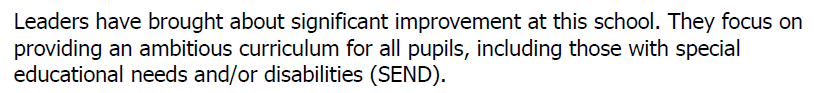 Leaders have brought about significant improvement at this school. They focus on
providing an ambitious curriculum for all pupils, including those with special
educational needs and/or disabilities (SEND).